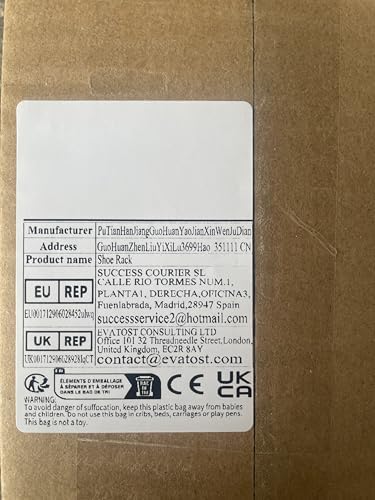 Manufacturer PuTianHanJiangGuoHuanYaoJianXinWenJuDian
Address GuoHuanZhenLiuYiXiLu3699Hao 351111 CN
Product name Shoe Rack
EU REP
SUCCESS COURIER SL
CALLE RIO TORMES NUM.1,
PLANTA1, DERECHA,OFICINA3,
Fuenlabrada, Madrid,28947 Spain
successservice2@hotmail.com
UK REP
EVATOST CONSULTING LTD
Office 101 32 Threadneedle Street,London,
United Kingdom, EC2R 8AY
contact@evatost.com
ÉLÉMENTS D'EMBALLAGE
À SÉPARER ET À DÉPOSER
DANS LE BAC DE TRI
BAC DE TRI
CE
UK
CA
WARNING:
To avoid danger of suffocation, keep this plastic bag away from babies
and children. Do not use this bag in cribs, beds, carriages or play pens.
This bag is not a toy.